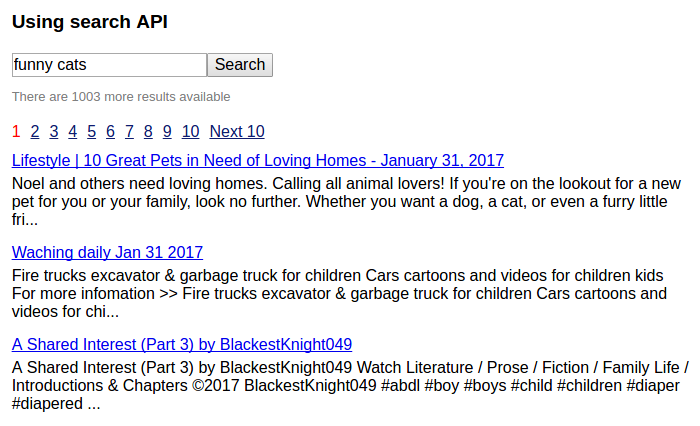 Using search API
funny cats Search
There are 1003 more results available
1 2 3 4 5 6 7 8 9 10 Next 10
Lifestyle | 10 Great Pets in Need of Loving Homes - January 31, 2017
Noel and others need loving homes. Calling all animal lovers! If you're on the lookout for a new
pet for you or your family, look no further. Whether you want a dog, a cat, or even a furry little
fri...
Waching daily Jan 31 2017
Fire trucks excavator & garbage truck for children Cars cartoons and videos for children kids
For more infomation >> Fire trucks excavator & garbage truck for children Cars cartoons and
videos for chi...
A Shared Interest (Part 3) by BlackestKnight049
A Shared Interest (Part 3) by BlackestKnight049 Watch Literature / Prose / Fiction / Family Life /
Introductions & Chapters ©2017 BlackestKnight049 #abdl #boy #boys #child #children #diaper
#diapered ...